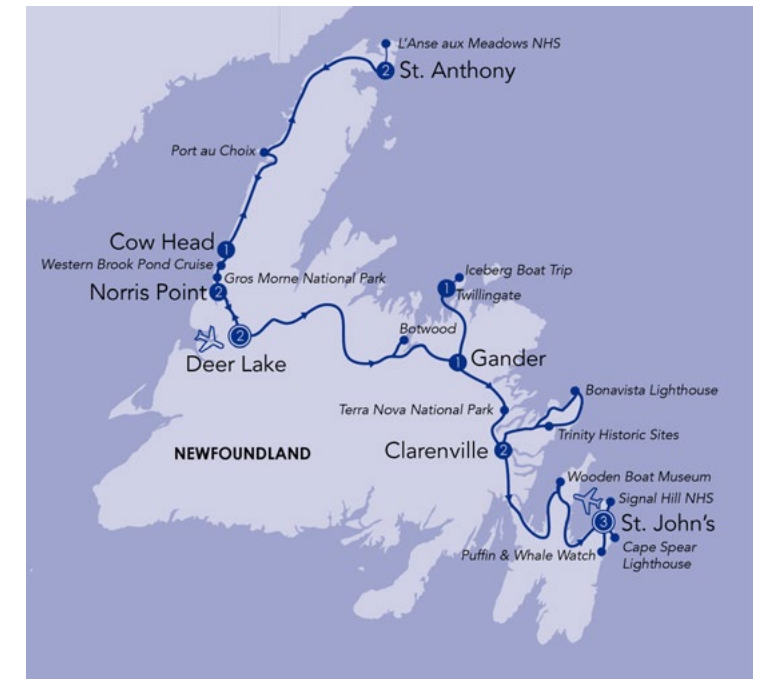 L'Anse aux Meadows NHS
2
St. Anthony
Port au Choix
Cow Head
1
Western Brook Pond Cruise
Gros Morne National Park
Norris Point
2
Iceberg Boat Trip
1
Twillingate
2
Deer Lake
Botwood
1
Gander
Bonavista Lighthouse
Terra Nova National Park
Trinity Historic Sites
Clarenville
2
NEWFOUNDLAND
Wooden Boat Museum
Signal Hill NHS
3
St. John's
Puffin & Whale Watch
Cape Spear
Lighthouse